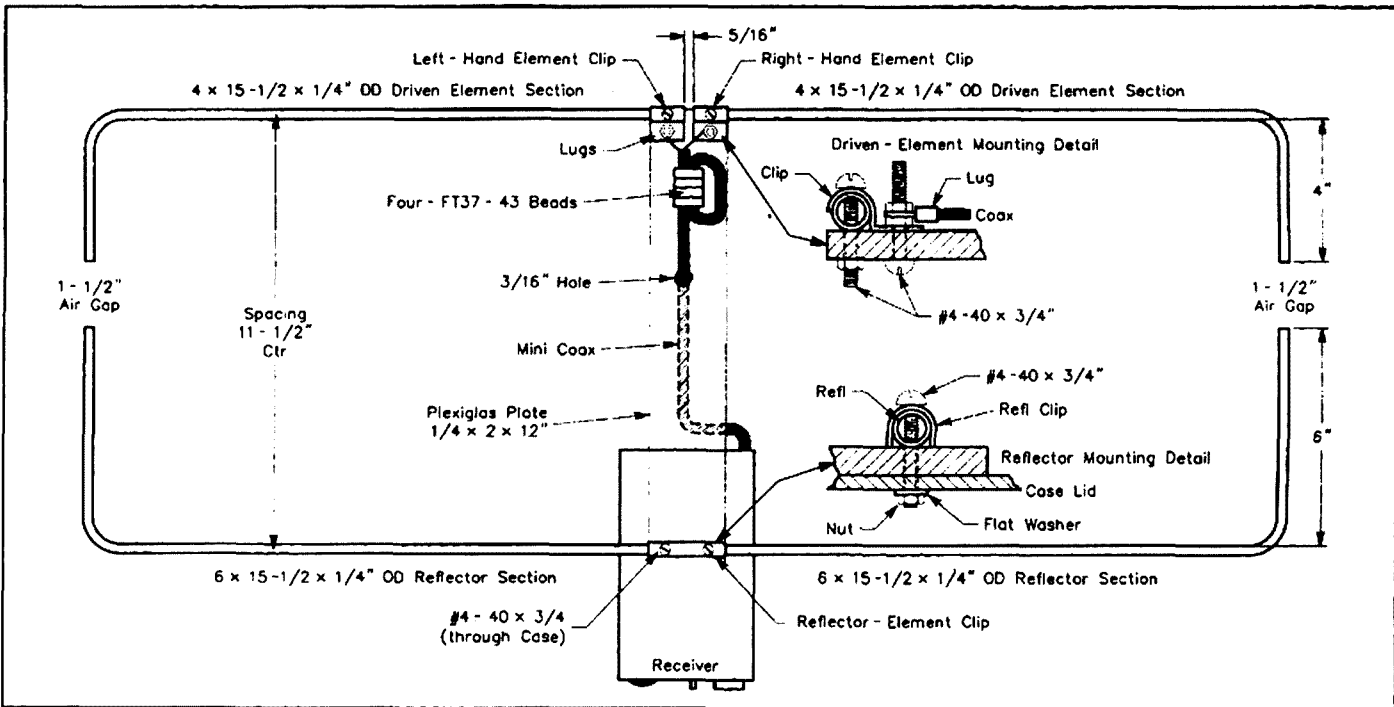 5/16"
Left - Hand Element Clip
Right - Hand Element Clip
4 × 15 -1/2 × 1/4" OD Driven Element Section
4 × 15 -1/2 × 1/4" OD Driven Element Section
Lugs
Driven - Element Mounting Detail
Clip
Lug
Coax
4"
Four - FT37 - 43 Beads
3/16" Hole
1 - 1/2"
Air Gap
1 - 1/2"
Air Gap
Spacing
11 - 1/2"
Ctr
#4 -40 × 3/4"
Mini Coax
#4 -40 × 3/4"
Refl
Refl Clip
Plexiglas Plate
1/4 × 2 × 12"
6"
Reflector Mounting Detail
Case Lid
Flat Washer
Nut
6 × 15 -1/2 × 1/4" OD Reflector Section
6 × 15 -1/2 × 1/4" OD Reflector Section
#4 - 40 × 3/4
(through Case)
Reflector - Element Clip
Receiver